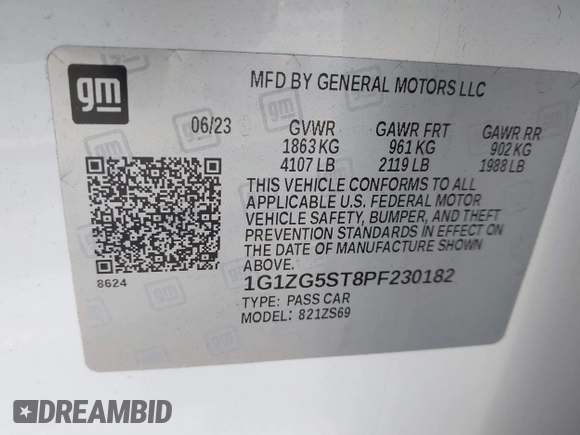 gm
MFD BY GENERAL MOTORS LLC
06/23 GVWR GAWR FRT GAWR RR
1863 KG 961 KG 902 KG
4107 LB 2119 LB 1988 LB
THIS VEHICLE CONFORMS TO ALL
APPLICABLE U.S. FEDERAL MOTOR
VEHICLE SAFETY, BUMPER, AND THEFT
PREVENTION STANDARDS IN EFFECT ON
THE DATE OF MANUFACTURE SHOWN
ABOVE.
8624
1G1ZG5ST8PF230182
TYPE: PASS CAR
MODEL: 821ZS69
DREAMBID